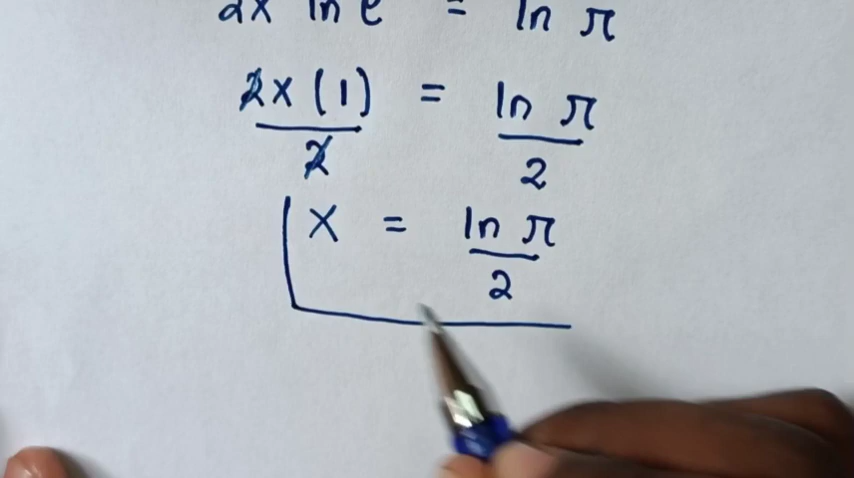 2x ln e = ln π
2x (1) / 2 = ln π / 2
x = ln π / 2